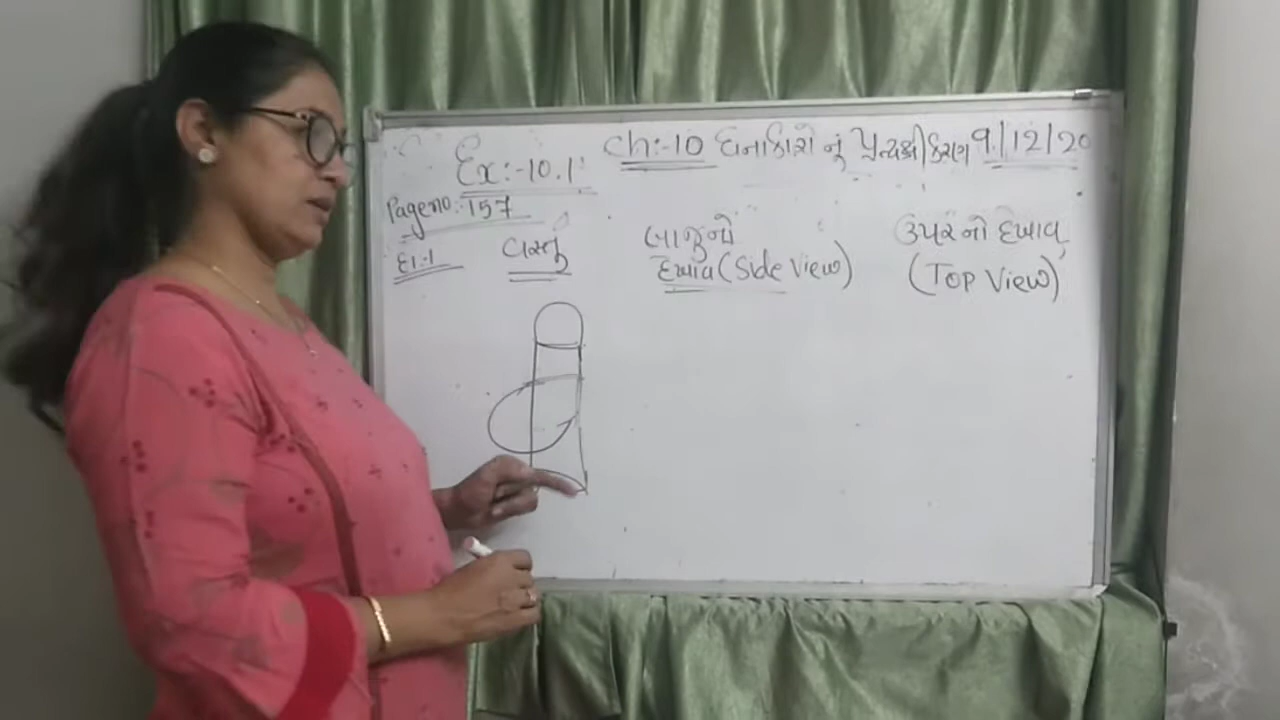 Ch:-10 ઘનાકારોનું પ્રત્યક્ષીકરણ 9/12/20
Ex:-10.1
Page no:-157
દા.1
વસ્તુ
બાજુનો
દેખાવ (Side View)
ઉપરનો દેખાવ
(TOP View)